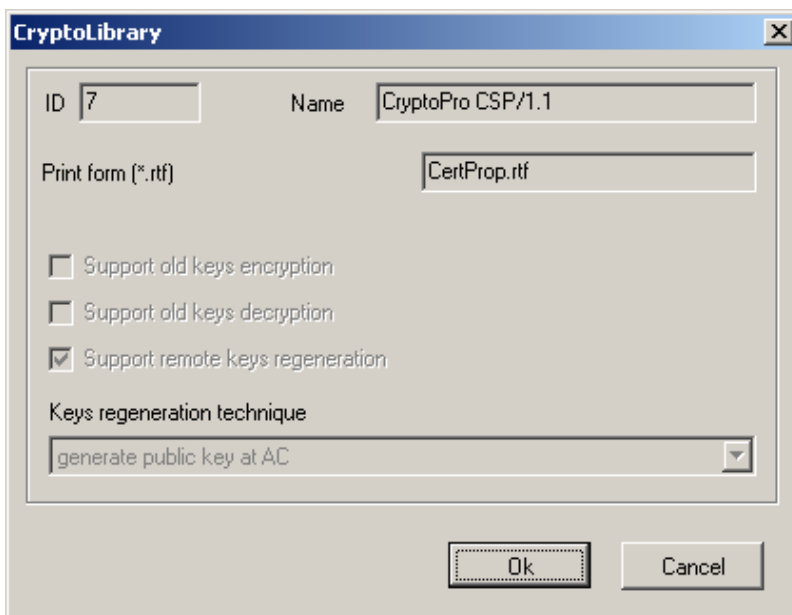 CryptoLibrary
ID 7 Name CryptoPro CSP/1.1
Print form (*.rtf) CertProp.rtf
Support old keys encryption
Support old keys decryption
Support remote keys regeneration
Keys regeneration technique
generate public key at AC
Ok Cancel